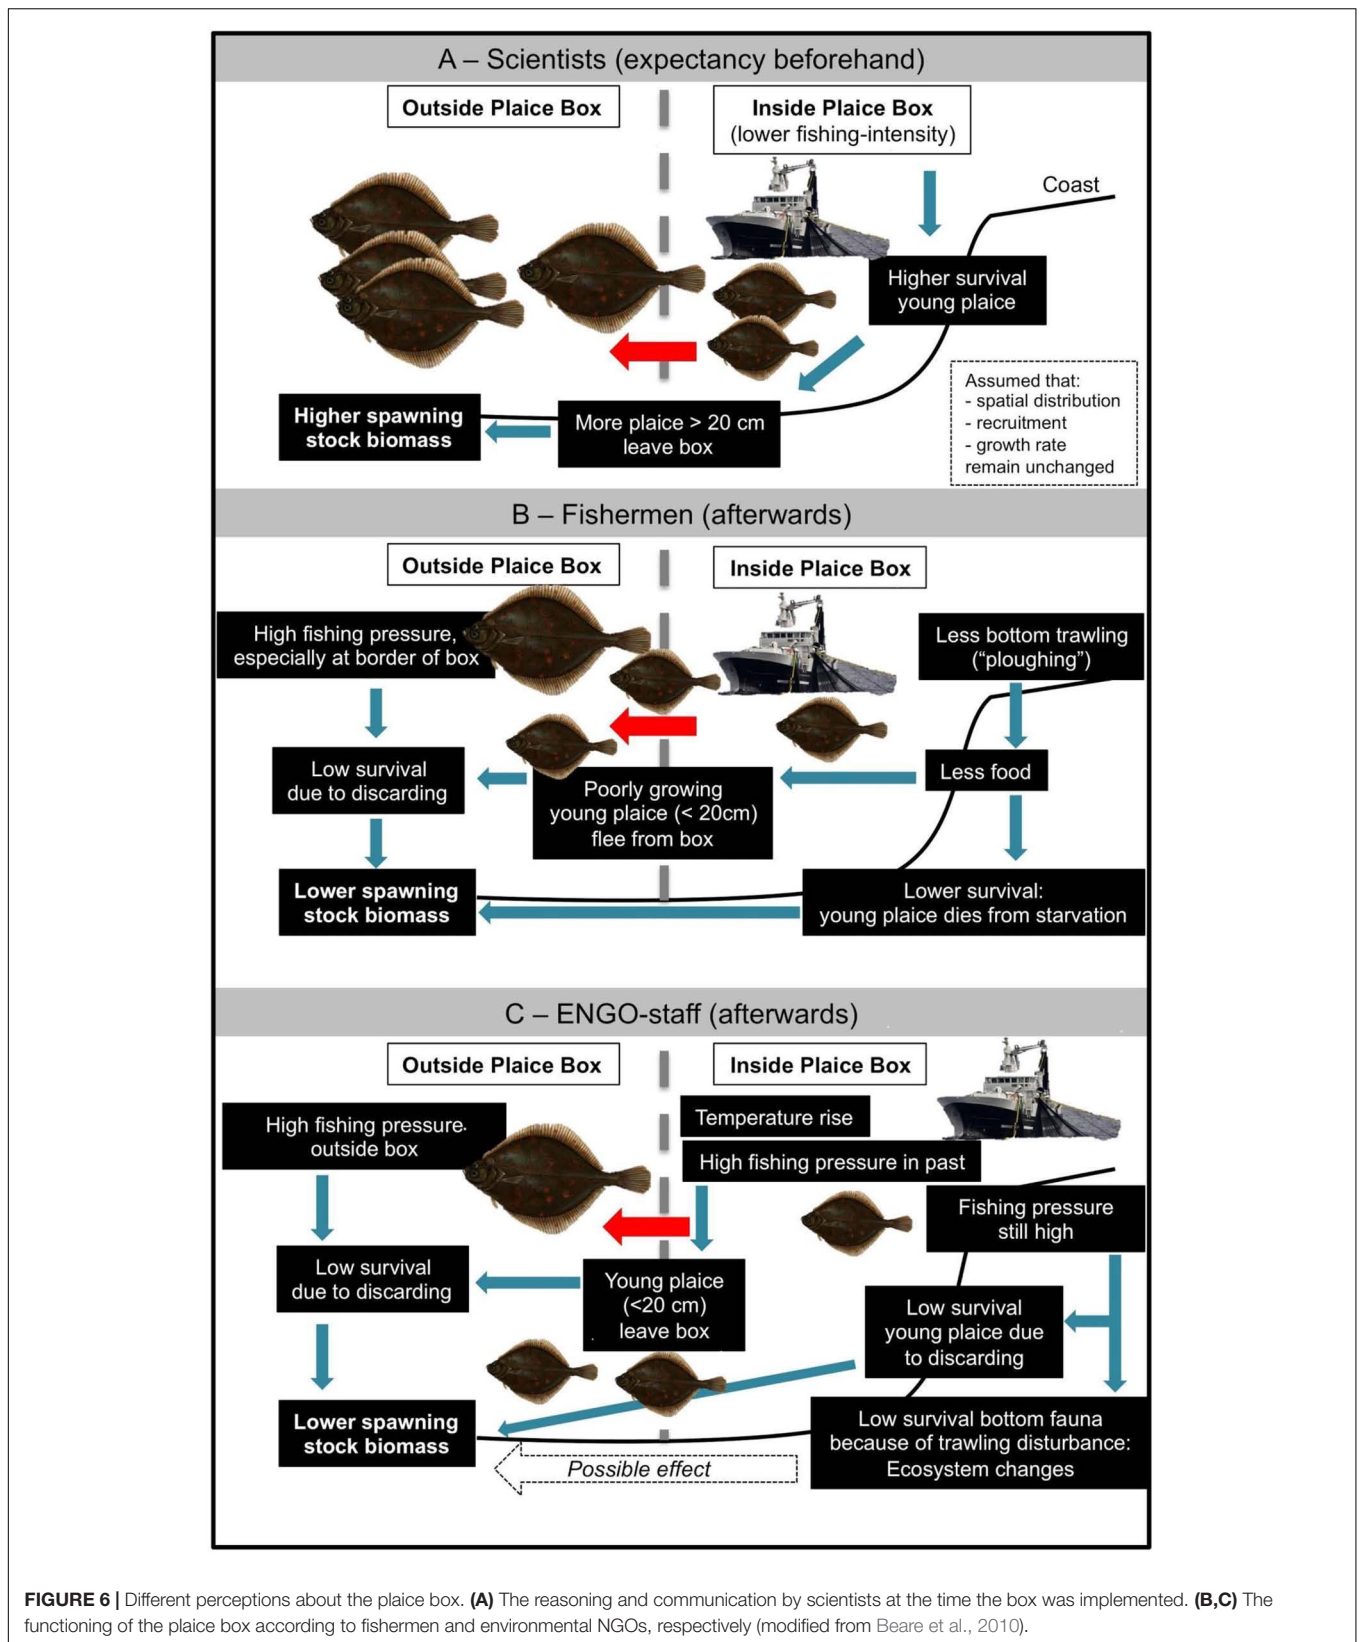 A – Scientists (expectancy beforehand)
Outside Plaice Box
Inside Plaice Box
(lower fishing-intensity)
Coast
Higher survival
young plaice
Assumed that:
- spatial distribution
- recruitment
- growth rate
remain unchanged
Higher spawning
stock biomass
More plaice > 20 cm
leave box
B – Fishermen (afterwards)
Outside Plaice Box
Inside Plaice Box
High fishing pressure,
especially at border of box
Less bottom trawling
("ploughing")
Low survival
due to discarding
Poorly growing
young plaice (< 20cm)
flee from box
Less food
Lower spawning
stock biomass
Lower survival:
young plaice dies from starvation
C – ENGO-staff (afterwards)
Outside Plaice Box
Inside Plaice Box
High fishing pressure.
outside box
Temperature rise
High fishing pressure in past
Fishing pressure
still high
Low survival
due to discarding
Young plaice
(<20 cm)
leave box
Low survival
young plaice due
to discarding
Lower spawning
stock biomass
Low survival bottom fauna
because of trawling disturbance:
Ecosystem changes
Possible effect
FIGURE 6 | Different perceptions about the plaice box. (A) The reasoning and communication by scientists at the time the box was implemented. (B,C) The
functioning of the plaice box according to fishermen and environmental NGOs, respectively (modified from Beare et al., 2010).